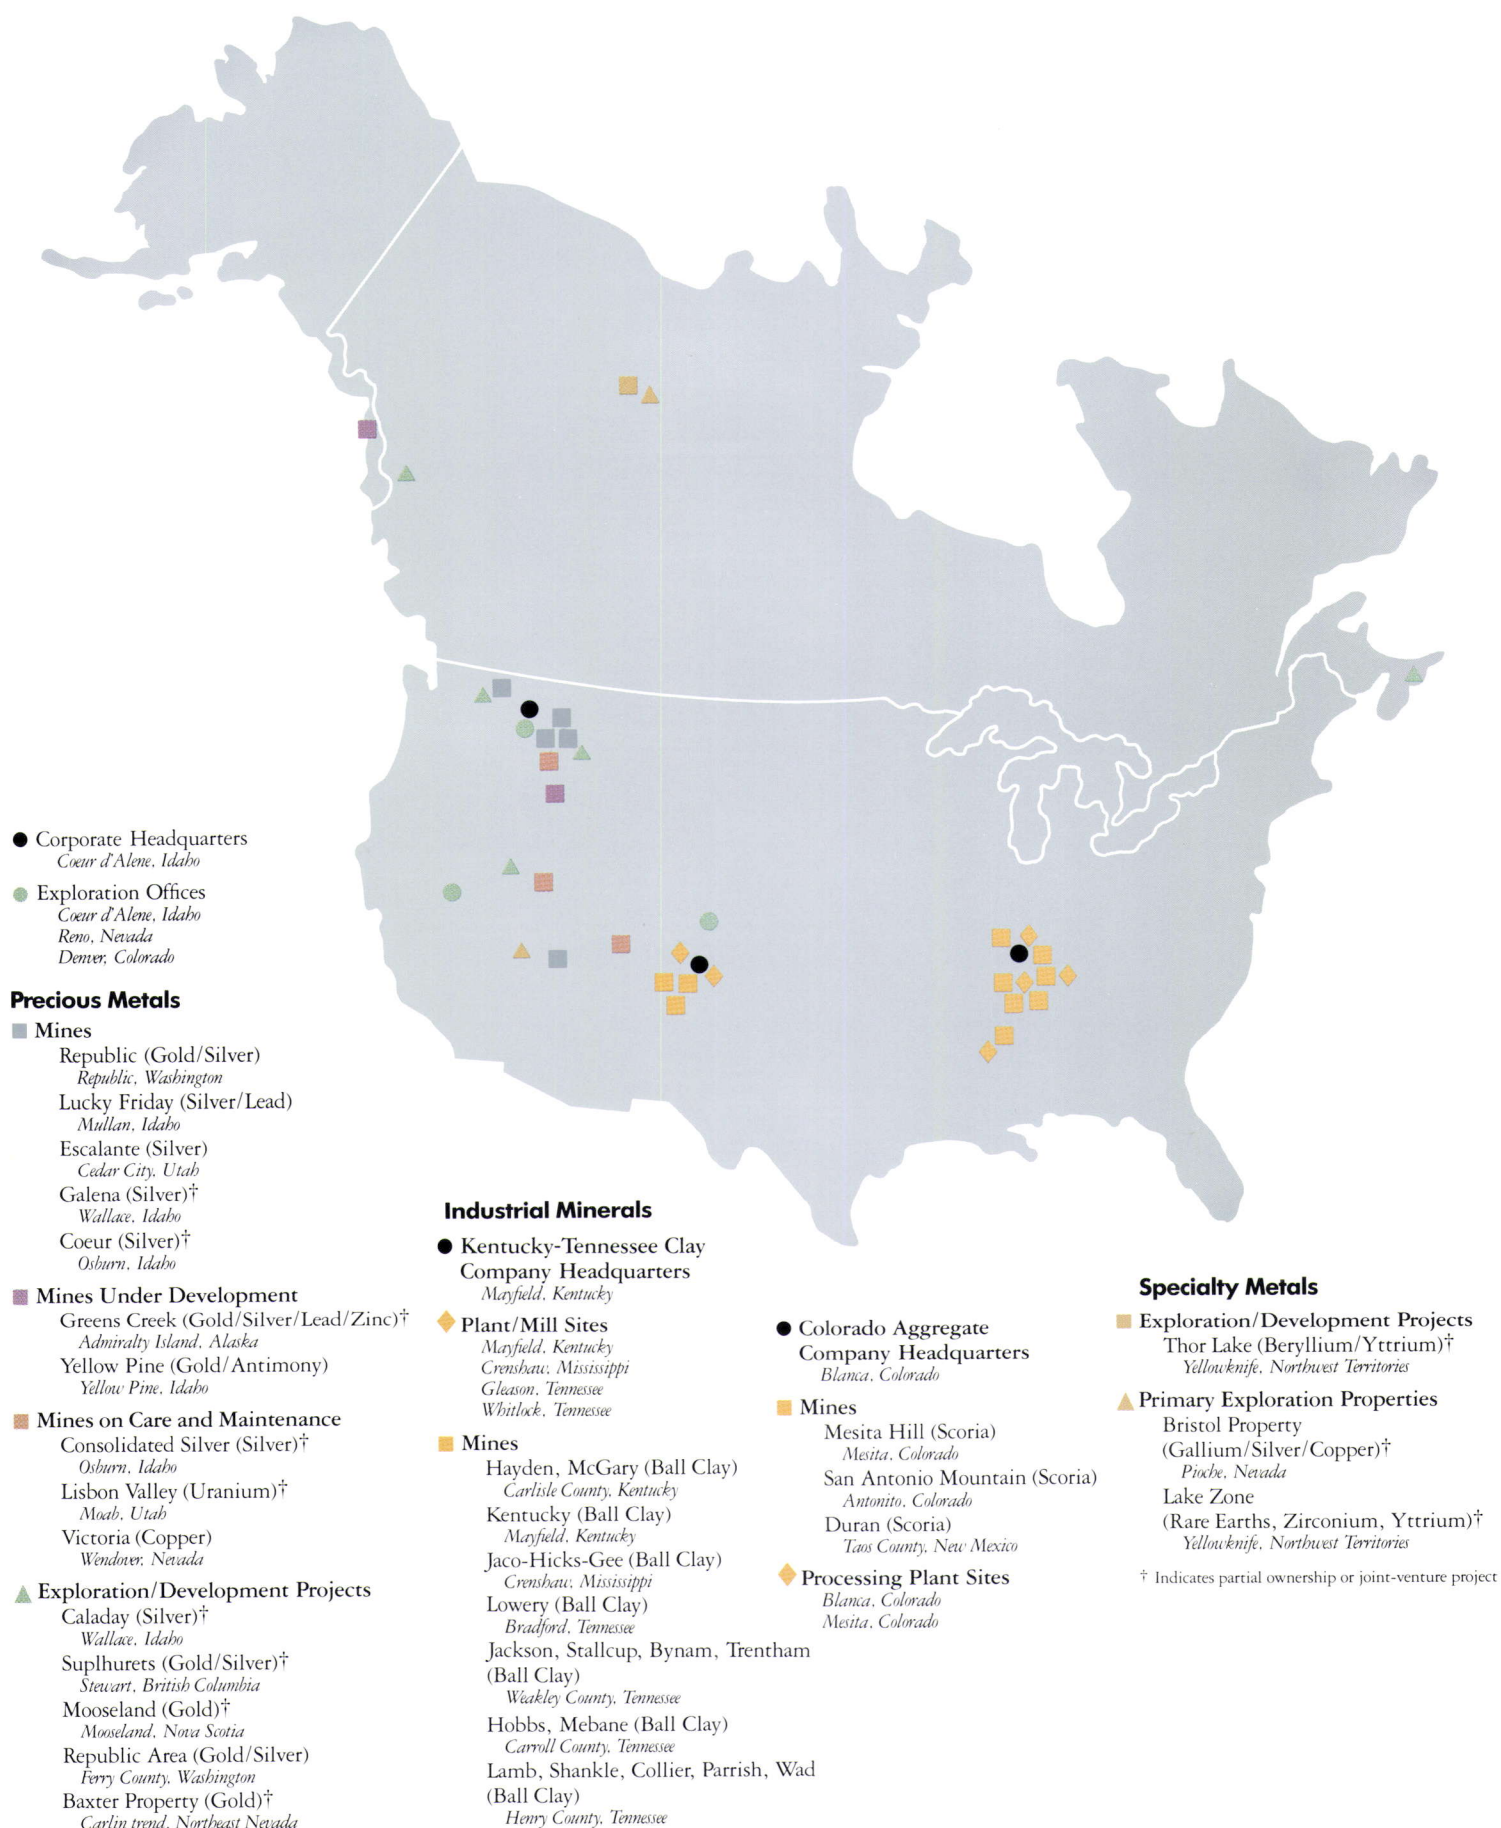 Corporate Headquarters
Coeur d'Alene, Idaho
Exploration Offices
Coeur d'Alene, Idaho
Reno, Nevada
Denver, Colorado
Precious Metals
Mines
Republic (Gold/Silver)
Republic, Washington
Lucky Friday (Silver/Lead)
Mullan, Idaho
Escalante (Silver)
Cedar City, Utah
Galena (Silver)†
Wallace, Idaho
Coeur (Silver)†
Osburn, Idaho
Mines Under Development
Greens Creek (Gold/Silver/Lead/Zinc)†
Admiralty Island, Alaska
Yellow Pine (Gold/Antimony)
Yellow Pine, Idaho
Mines on Care and Maintenance
Consolidated Silver (Silver)†
Osburn, Idaho
Lisbon Valley (Uranium)†
Moab, Utah
Victoria (Copper)
Wendover, Nevada
Exploration/Development Projects
Caladay (Silver)†
Wallace, Idaho
Suplhurets (Gold/Silver)†
Stewart, British Columbia
Mooseland (Gold)†
Mooseland, Nova Scotia
Republic Area (Gold/Silver)
Ferry County, Washington
Baxter Property (Gold)†
Carlin trend, Northeast Nevada
Industrial Minerals
Kentucky-Tennessee Clay
Company Headquarters
Mayfield, Kentucky
Plant/Mill Sites
Mayfield, Kentucky
Crenshaw, Mississippi
Gleason, Tennessee
Whitlock, Tennessee
Mines
Hayden, McGary (Ball Clay)
Carlisle County, Kentucky
Kentucky (Ball Clay)
Mayfield, Kentucky
Jaco-Hicks-Gee (Ball Clay)
Crenshaw, Mississippi
Lowery (Ball Clay)
Bradford, Tennessee
Jackson, Stallcup, Bynam, Trentham
(Ball Clay)
Weakley County, Tennessee
Hobbs, Mebane (Ball Clay)
Carroll County, Tennessee
Lamb, Shankle, Collier, Parrish, Wad
(Ball Clay)
Henry County, Tennessee
Colorado Aggregate
Company Headquarters
Blanca, Colorado
Mines
Mesita Hill (Scoria)
Mesita, Colorado
San Antonio Mountain (Scoria)
Antonito, Colorado
Duran (Scoria)
Taos County, New Mexico
Processing Plant Sites
Blanca, Colorado
Mesita, Colorado
Specialty Metals
Exploration/Development Projects
Thor Lake (Beryllium/Yttrium)†
Yellowknife, Northwest Territories
Primary Exploration Properties
Bristol Property
(Gallium/Silver/Copper)†
Pioche, Nevada
Lake Zone
(Rare Earths, Zirconium, Yttrium)†
Yellowknife, Northwest Territories
† Indicates partial ownership or joint-venture project